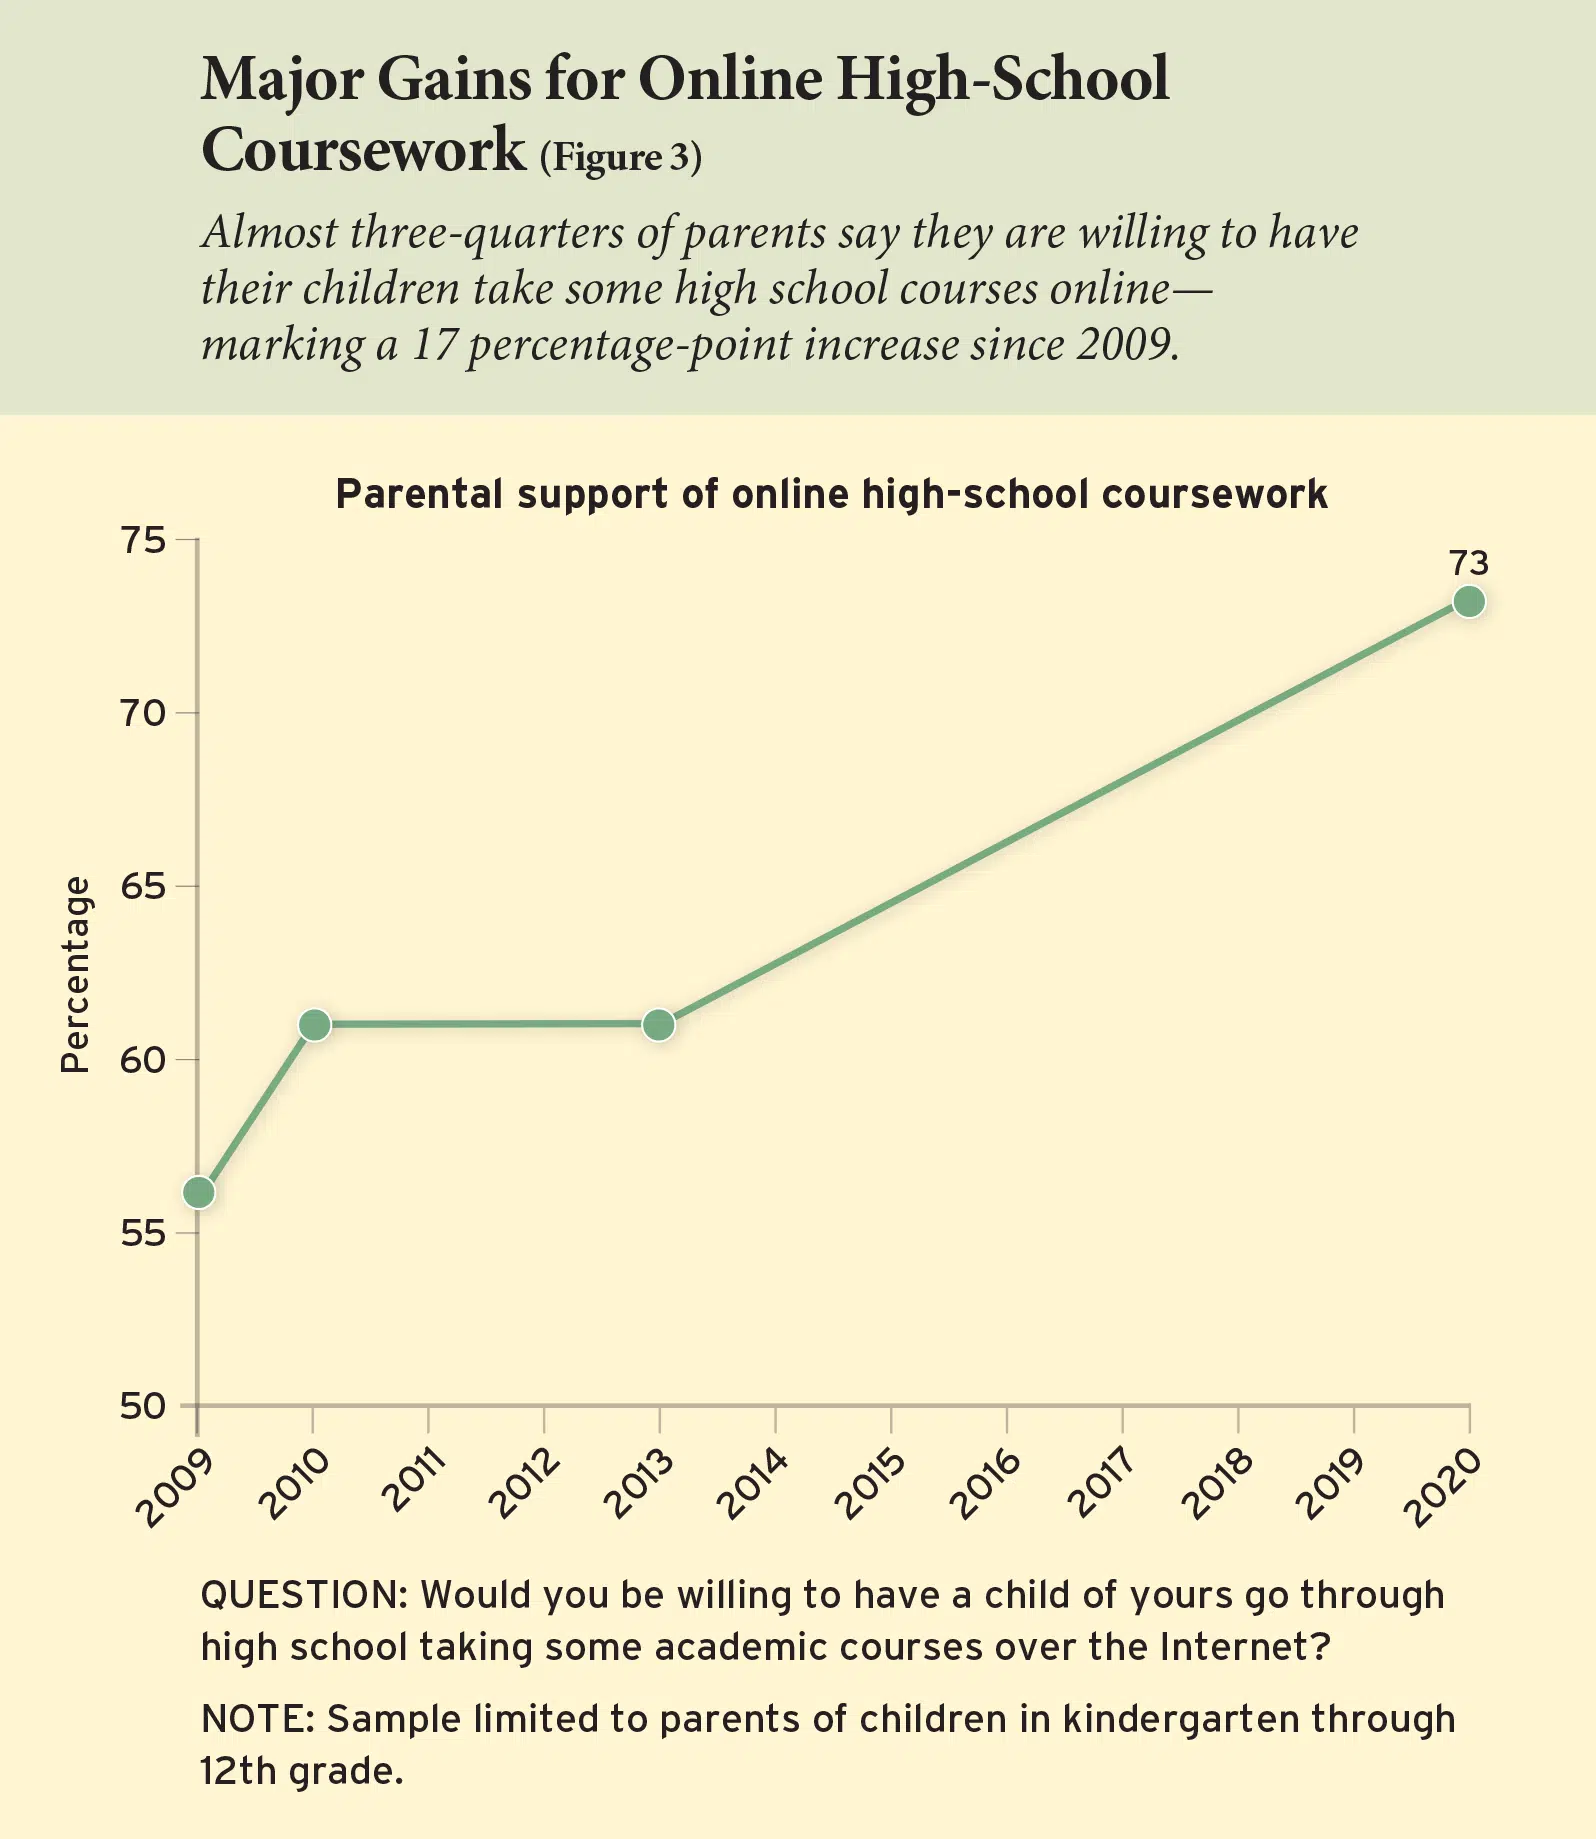 Major Gains for Online High-School
Coursework (Figure 3)
Almost three-quarters of parents say they are willing to have
their children take some high school courses online—
marking a 17 percentage-point increase since 2009.
Parental support of online high-school coursework
75
73
70
65
Percentage
60
55
50
2009
2010
2011
2012
2013
2014
2015
2016
2017
2018
2019
2020
QUESTION: Would you be willing to have a child of yours go through
high school taking some academic courses over the Internet?
NOTE: Sample limited to parents of children in kindergarten through
12th grade.